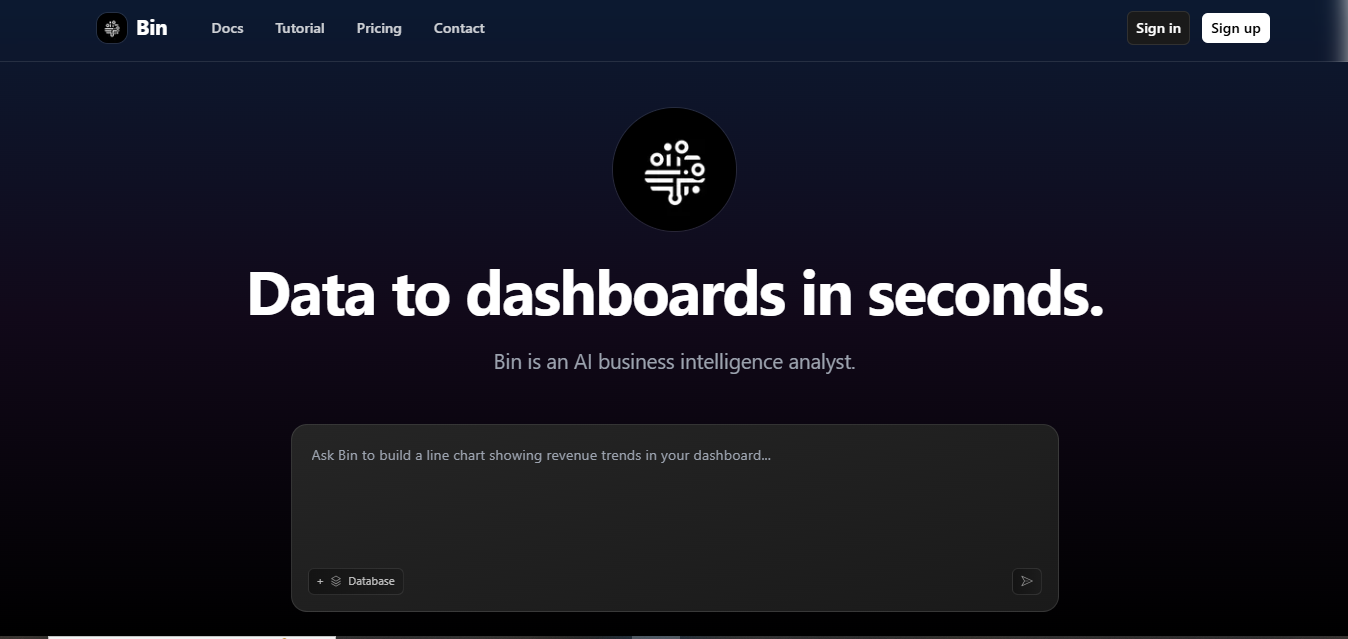 Bin Docs Tutorial Pricing Contact Sign in Sign up
Data to dashboards in seconds.
Bin is an AI business intelligence analyst.
Ask Bin to build a line chart showing revenue trends in your dashboard...
+ Database